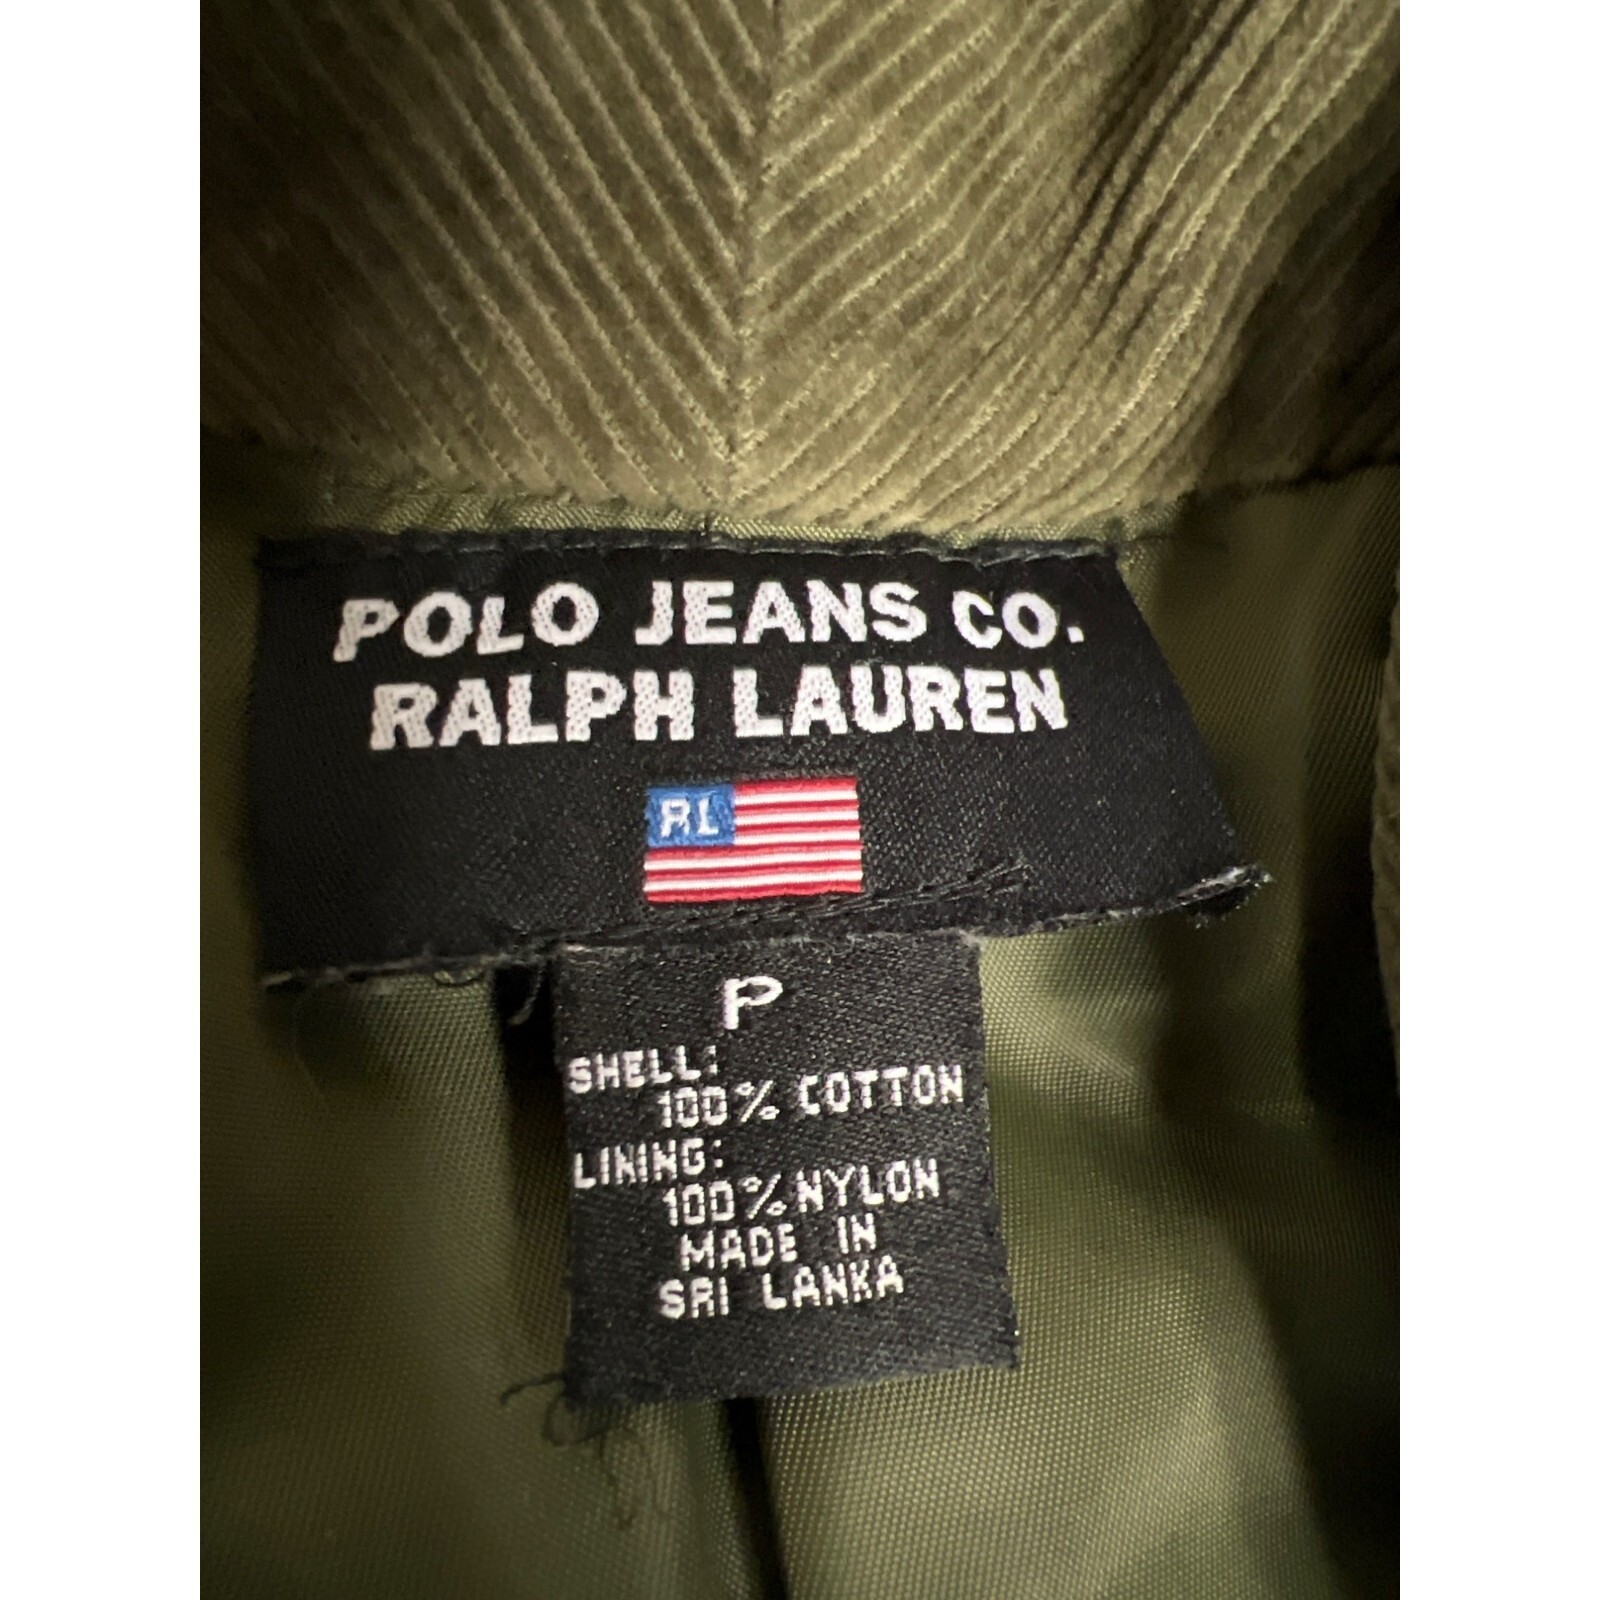 POLO JEANS CO.
RALPH LAUREN
RL
P
SHELL:
100% COTTON
LINING:
100% NYLON
MADE IN
SRI LANKA